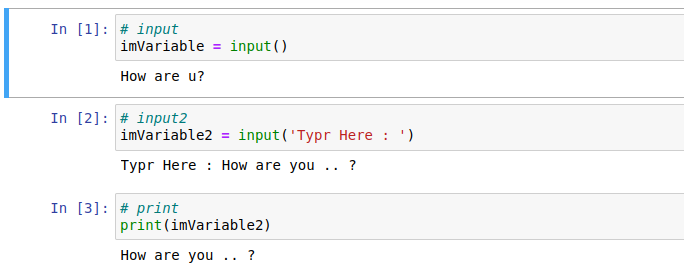 In [1]: # input
imVariable = input()
How are u?
In [2]: # input2
imVariable2 = input('Typr Here : ')
Typr Here : How are you .. ?
In [3]: # print
print(imVariable2)
How are you .. ?